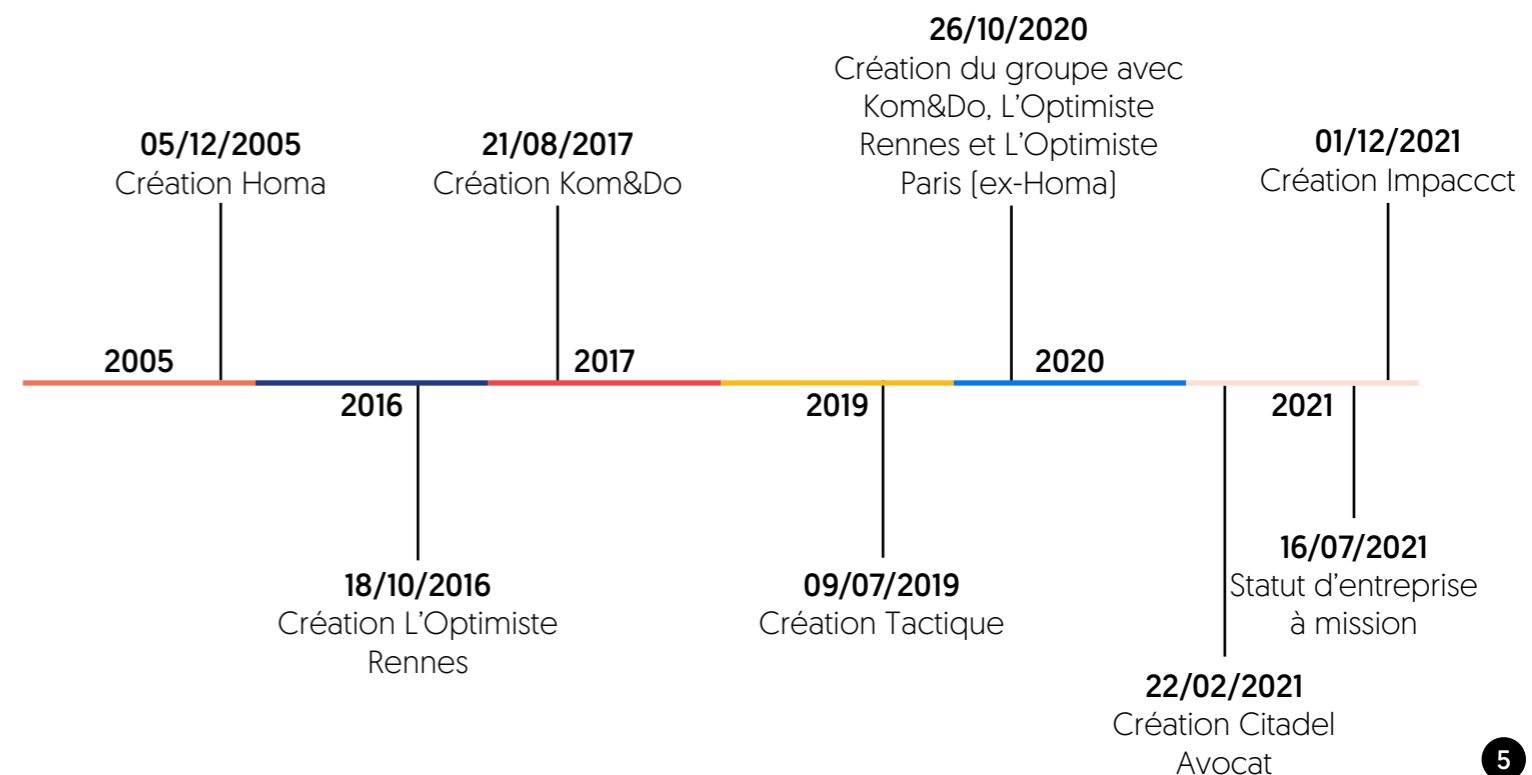 26/10/2020
Création du groupe avec
Kom&Do, L'Optimiste
Rennes et L'Optimiste
Paris (ex-Homa)
05/12/2005
Création Homa
21/08/2017
Création Kom&Do
01/12/2021
Création Impaccct
2005
2017
2020
2016
2019
2021
18/10/2016
Création L'Optimiste
Rennes
09/07/2019
Création Tactique
16/07/2021
Statut d'entreprise
à mission
22/02/2021
Création Citadel
Avocat
5